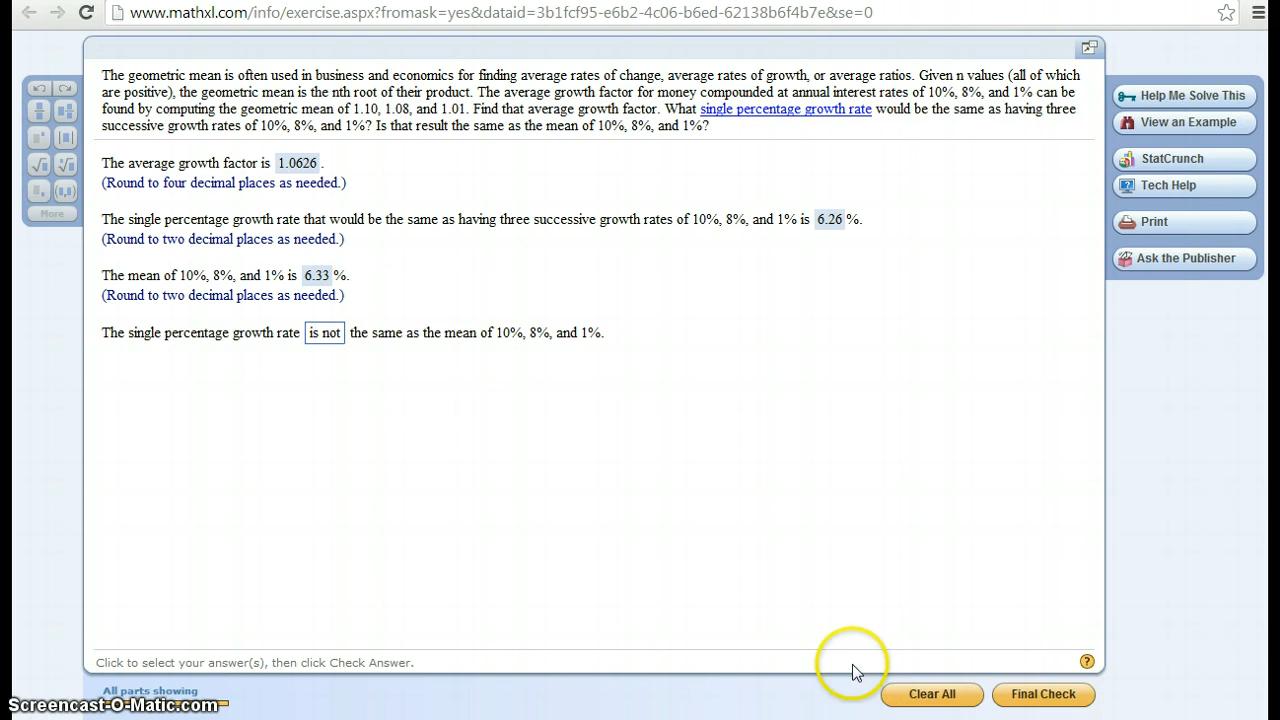 www.mathxl.com/info/exercise.aspx?fromask=yes&dataid=3b1fcf95-e6b2-4c06-b6ed-62138b6f4b7e&se=0
The geometric mean is often used in business and economics for finding average rates of change, average rates of growth, or average ratios. Given n values (all of which
are positive), the geometric mean is the nth root of their product. The average growth factor for money compounded at annual interest rates of 10%, 8%, and 1% can be
found by computing the geometric mean of 1.10, 1.08, and 1.01. Find that average growth factor. What single percentage growth rate would be the same as having three
successive growth rates of 10%, 8%, and 1%? Is that result the same as the mean of 10%, 8%, and 1%?
The average growth factor is 1.0626 .
(Round to four decimal places as needed.)
The single percentage growth rate that would be the same as having three successive growth rates of 10%, 8%, and 1% is 6.26 %.
(Round to two decimal places as needed.)
The mean of 10%, 8%, and 1% is 6.33 %.
(Round to two decimal places as needed.)
The single percentage growth rate is not the same as the mean of 10%, 8%, and 1%.
More
Help Me Solve This
View an Example
StatCrunch
Tech Help
Print
Ask the Publisher
Click to select your answer(s), then click Check Answer.
?
All parts showing
Clear All
Final Check
Screencast-O-Matic.com